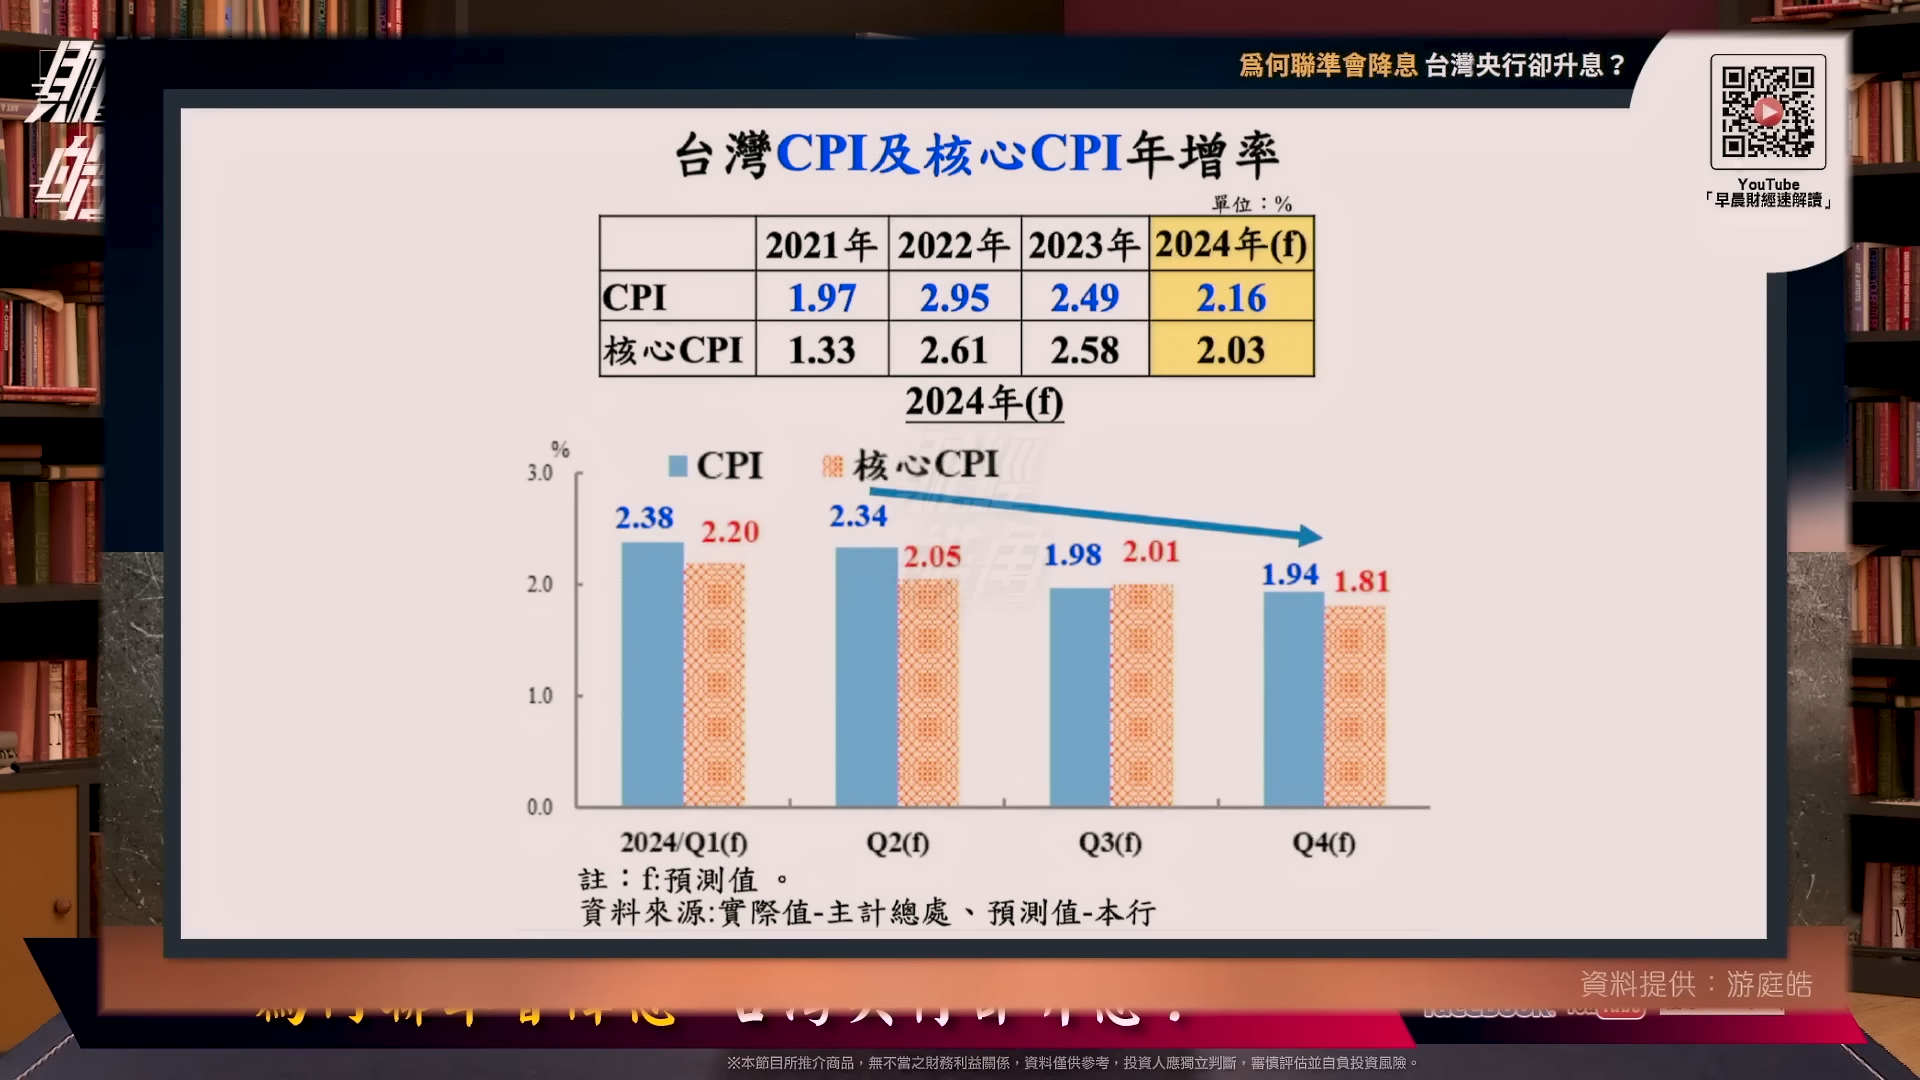 為何聯準會降息 台灣央行卻升息？
YouTube
「早晨財經速解讀」
台灣CPI及核心CPI年增率
單位：%
2021年 2022年 2023年 2024年(f)
CPI 1.97 2.95 2.49 2.16
核心CPI 1.33 2.61 2.58 2.03
2024年(f)
%
CPI 核心CPI
3.0
2.0
1.0
0.0
2.38 2.20 2.34 2.05 1.98 2.01 1.94 1.81
2024/Q1(f) Q2(f) Q3(f) Q4(f)
註：f:預測值。
資料來源:實際值-主計總處、預測值-本行
資料提供：游庭皓
※本節目所推介商品，無不當之財務利益關係，資料僅供參考，投資人應獨立判斷，審慎評估並自負投資風險。